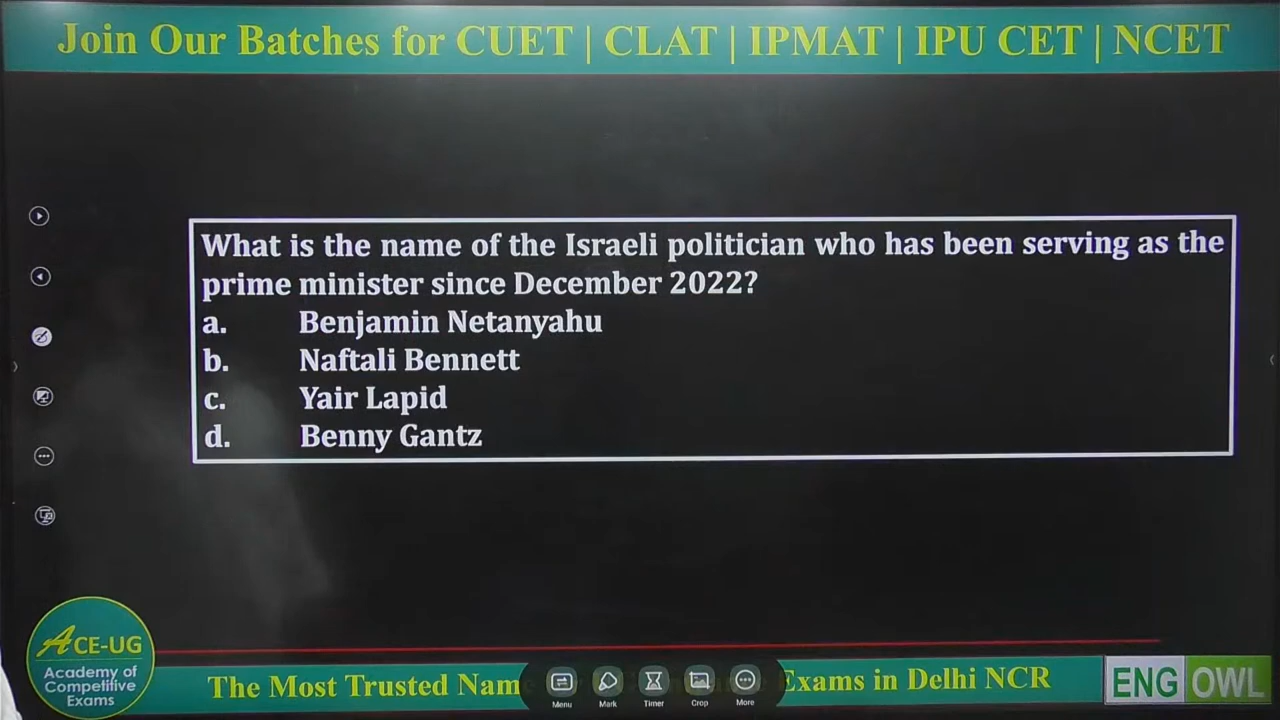 Join Our Batches for CUET | CLAT | IPMAT | IPU CET | NCET
What is the name of the Israeli politician who has been serving as the
prime minister since December 2022?
a. Benjamin Netanyahu
b. Naftali Bennett
c. Yair Lapid
d. Benny Gantz
ACE-UG
Academy of
Competitive
Exams
The Most Trusted Nam
Exams in Delhi NCR
Menu
Mark
Timer
Crop
More
ENG OWL